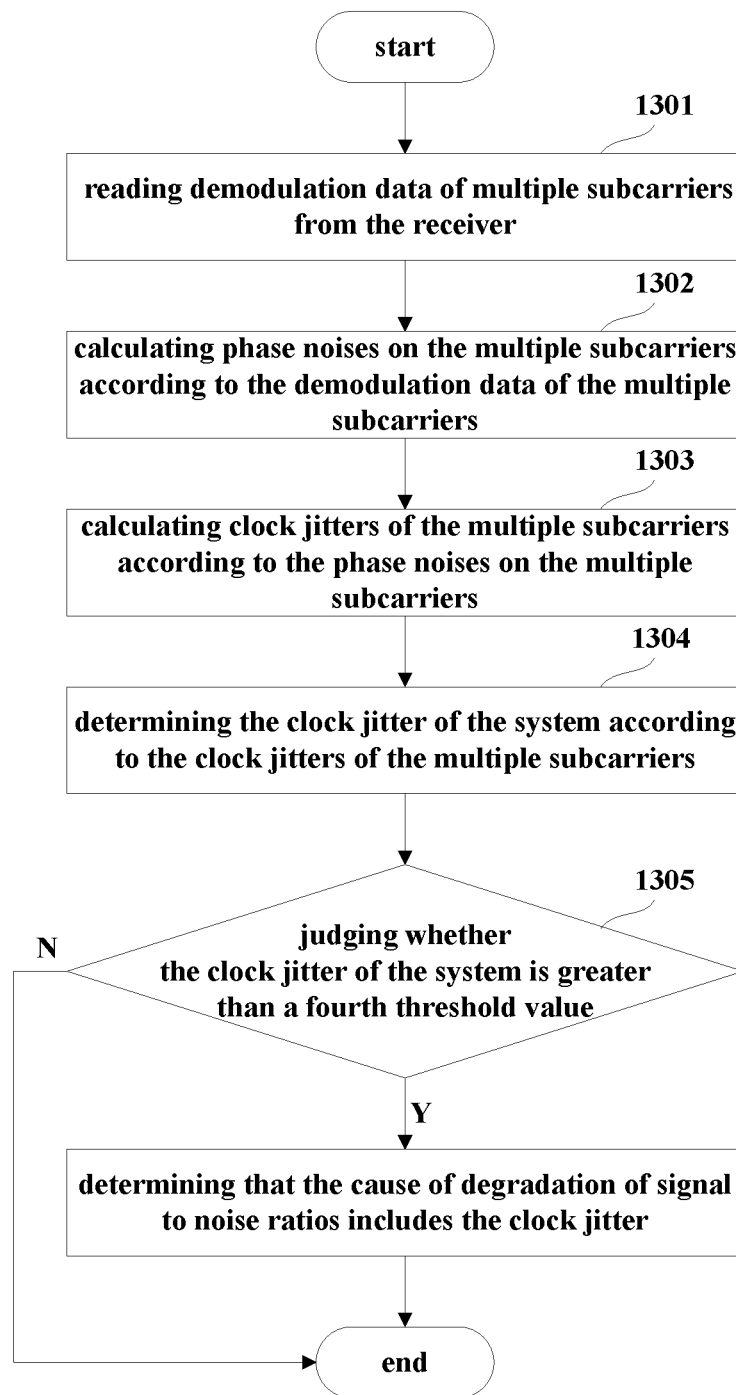 start
1301
reading demodulation data of multiple subcarriers
from the receiver
1302
calculating phase noises on the multiple subcarriers
according to the demodulation data of the multiple
subcarriers
1303
calculating clock jitters of the multiple subcarriers
according to the phase noises on the multiple
subcarriers
1304
determining the clock jitter of the system according
to the clock jitters of the multiple subcarriers
1305
N
judging whether
the clock jitter of the system is greater
than a fourth threshold value
Y
determining that the cause of degradation of signal
to noise ratios includes the clock jitter
end